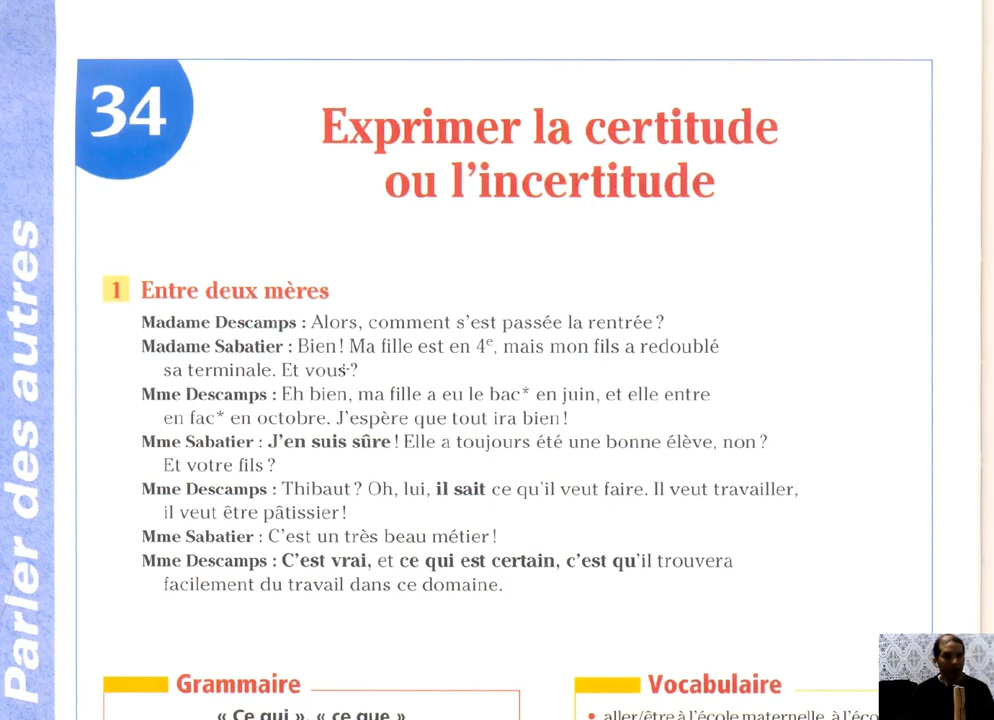 Parler des autres
34
Exprimer la certitude
ou l'incertitude
1 Entre deux mères
Madame Descamps : Alors, comment s'est passée la rentrée ?
Madame Sabatier : Bien ! Ma fille est en 4e, mais mon fils a redoublé
sa terminale. Et vous ?
Mme Descamps : Eh bien, ma fille a eu le bac* en juin, et elle entre
en fac* en octobre. J'espère que tout ira bien !
Mme Sabatier : J'en suis sûre ! Elle a toujours été une bonne élève, non ?
Et votre fils ?
Mme Descamps : Thibaut ? Oh, lui, il sait ce qu'il veut faire. Il veut travailler,
il veut être pâtissier !
Mme Sabatier : C'est un très beau métier !
Mme Descamps : C'est vrai, et ce qui est certain, c'est qu'il trouvera
facilement du travail dans ce domaine.
Grammaire
Vocabulaire
« Ce qui », « ce que »
• aller/être à l'école maternelle, à l'éco